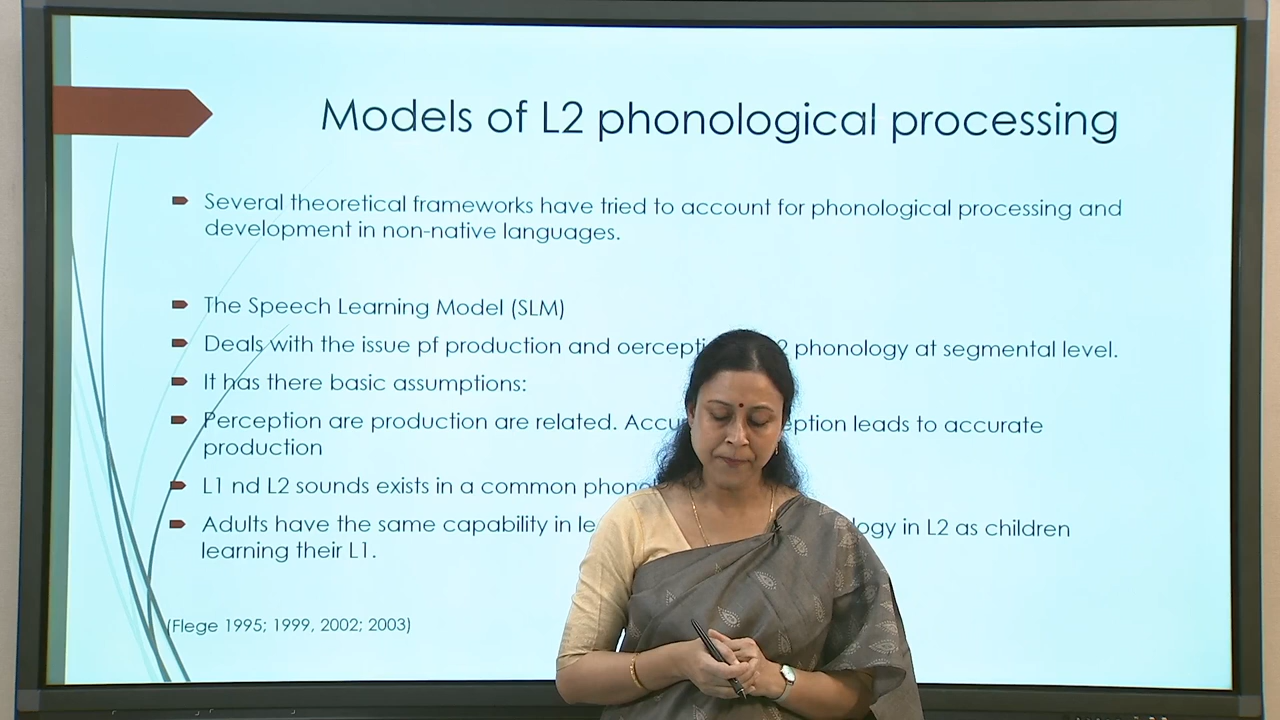 Models of L2 phonological processing
Several theoretical frameworks have tried to account for phonological processing and
development in non-native languages.
The Speech Learning Model (SLM)
Deals with the issue pf production and oercepti 2 phonology at segmental level.
It has there basic assumptions:
Perception are production are related. Accu eption leads to accurate
production
L1 nd L2 sounds exists in a common phono
Adults have the same capability in le logy in L2 as children
learning their L1.
(Flege 1995; 1999, 2002; 2003)